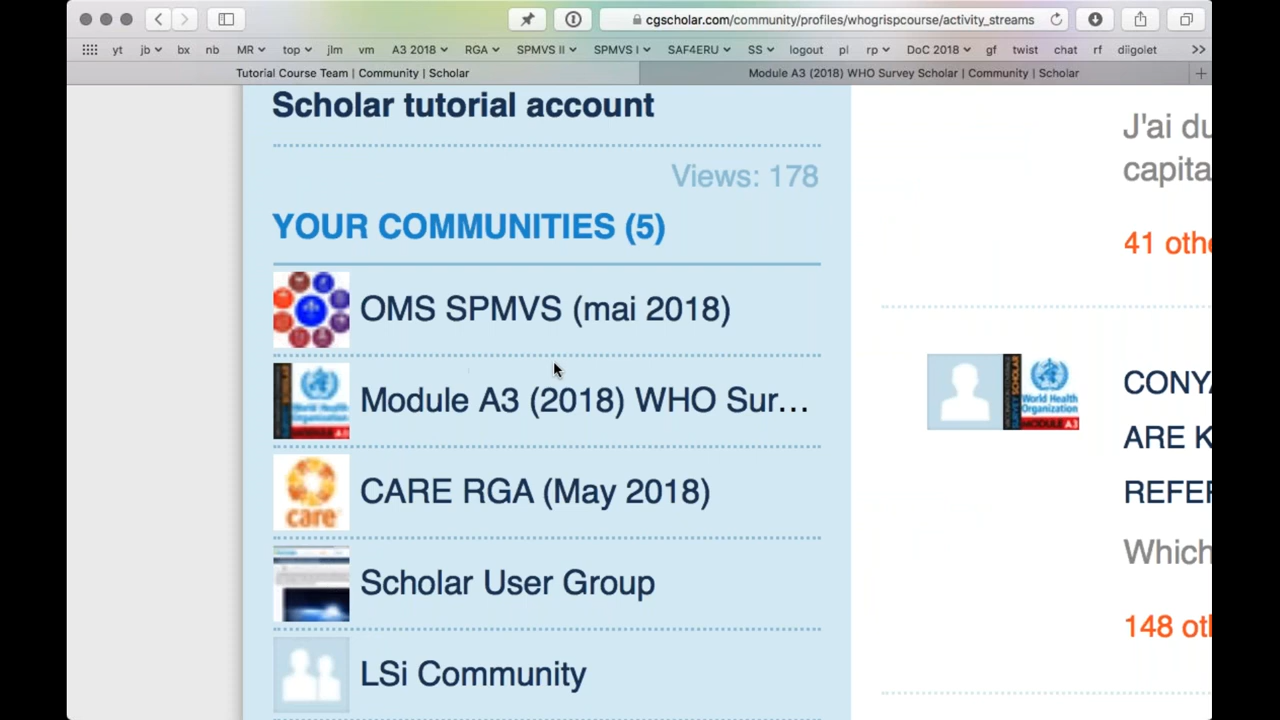 cgscholar.com/community/profiles/whogrispcourse/activity_streams
yt jb bx nb MR top jlm vm A3 2018 RGA SPMVS II SPMVS I SAF4ERU SS logout pl rp DoC 2018 gf twist chat rf diigolet >>
Tutorial Course Team | Community | Scholar
Module A3 (2018) WHO Survey Scholar | Community | Scholar
Scholar tutorial account
Views: 178
YOUR COMMUNITIES (5)
OMS SPMVS (mai 2018)
Module A3 (2018) WHO Sur...
CARE RGA (May 2018)
care
Scholar User Group
LSi Community
J'ai du
capita
41 oth
World Health
Organization
MODULE A3
CONY
ARE K
REFER
Which
148 ot